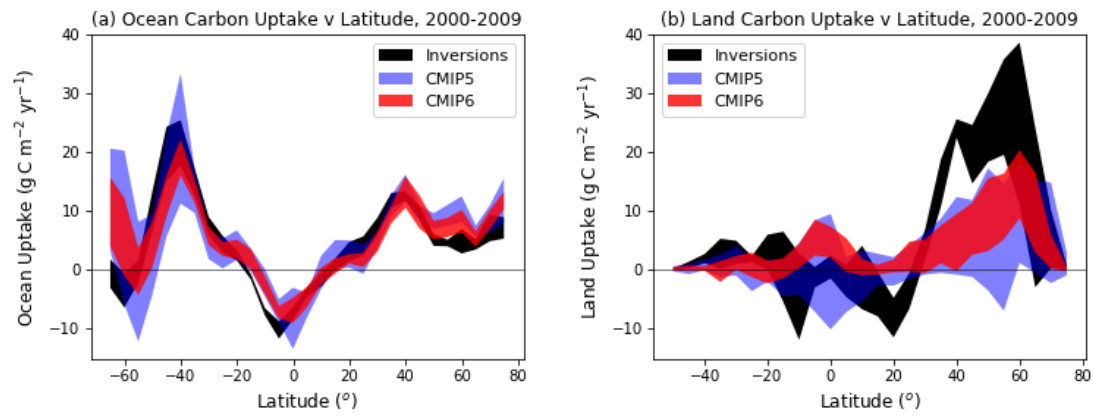 (a) Ocean Carbon Uptake v Latitude, 2000-2009
Ocean Uptake (g C m⁻² yr⁻¹)
40
30
20
10
0
−10
Inversions
CMIP5
CMIP6
−60 −40 −20 0 20 40 60 80
Latitude (°)
(b) Land Carbon Uptake v Latitude, 2000-2009
Land Uptake (g C m⁻² yr⁻¹)
40
30
20
10
0
−10
Inversions
CMIP5
CMIP6
−40 −20 0 20 40 60 80
Latitude (°)